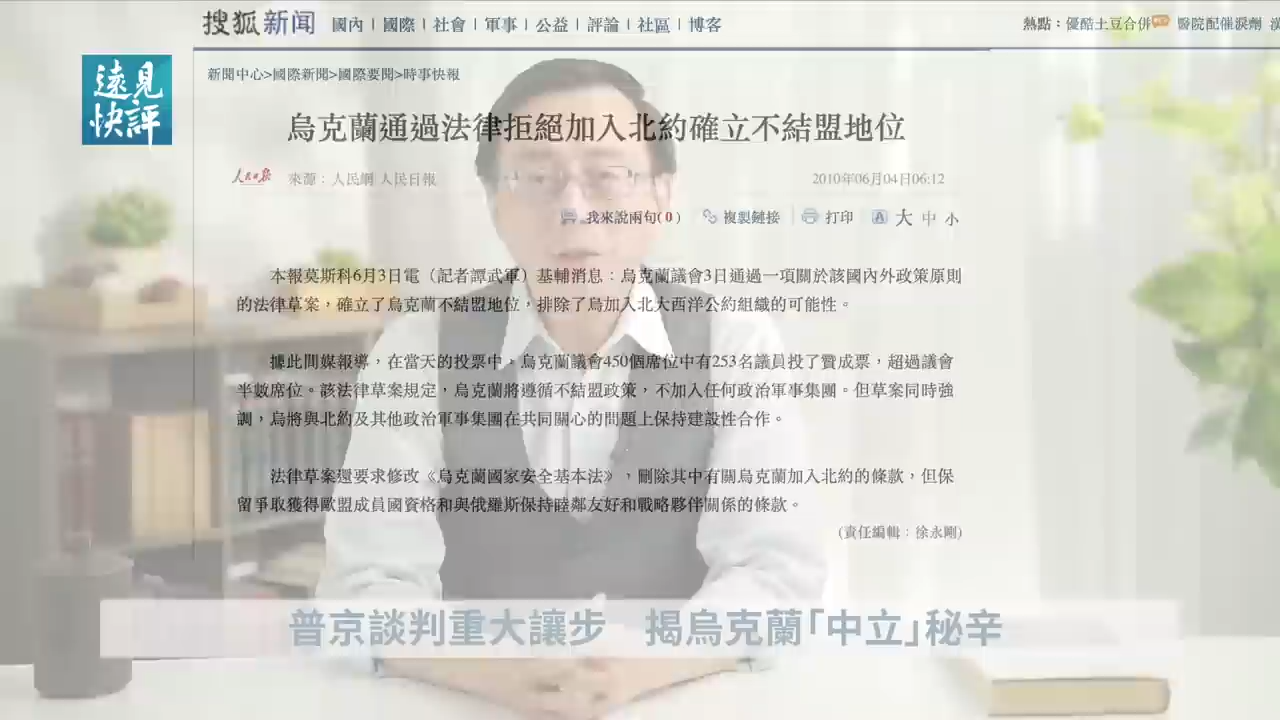 搜狐新闻 國內 | 國際 | 社會 | 軍事 | 公益 | 評論 | 社區 | 博客
熱點：優酷土豆合併 醫院配催淚劑
遠見
快評
新聞中心>國際新聞>國際要聞>時事快報
烏克蘭通過法律拒絕加入北約確立不結盟地位
人民日报 來源：人民網 人民日報 2010年06月04日06:12
我來說兩句(0) 複製鏈接 打印 大 中 小
本報莫斯科6月3日電（記者譚武軍）基輔消息：烏克蘭議會3日通過一項關於該國內外政策原則
的法律草案，確立了烏克蘭不結盟地位，排除了烏加入北大西洋公約組織的可能性。
據此間媒報導，在當天的投票中，烏克蘭議會450個席位中有253名議員投了贊成票，超過議會
半數席位。該法律草案規定，烏克蘭將遵循不結盟政策，不加入任何政治軍事集團。但草案同時強
調，烏將與北約及其他政治軍事集團在共同關心的問題上保持建設性合作。
法律草案還要求修改《烏克蘭國家安全基本法》，刪除其中有關烏克蘭加入北約的條款，但保
留爭取獲得歐盟成員國資格和與俄羅斯保持睦鄰友好和戰略夥伴關係的條款。
(責任編輯：徐永剛)
普京談判重大讓步 揭烏克蘭「中立」秘辛